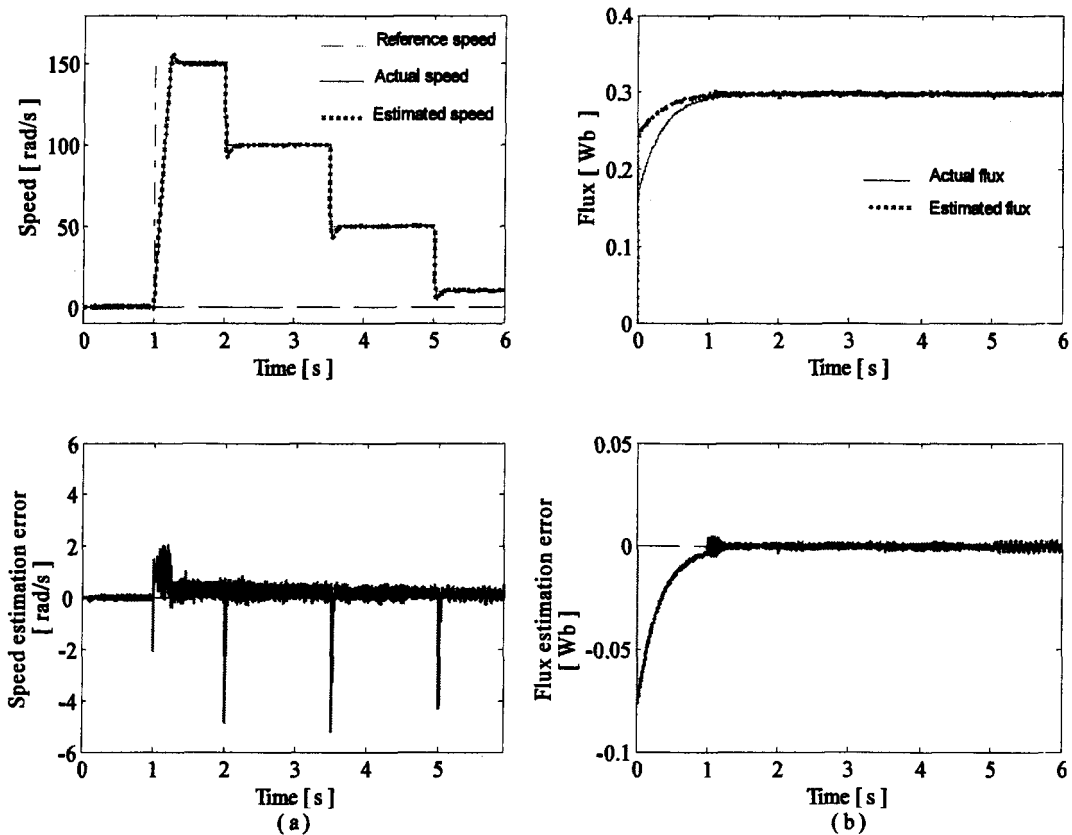 Speed [ rad/s ]
150
100
50
0
Reference speed
Actual speed
Estimated speed
0 1 2 3 4 5 6
Time [ s ]
Flux [ Wb ]
0.4
0.3
0.2
0.1
0
Actual flux
Estimated flux
0 1 2 3 4 5 6
Time [ s ]
Speed estimation error
[ rad/s ]
6
4
2
0
-2
-4
-6
0 1 2 3 4 5 6
Time [ s ]
( a )
Flux estimation error
[ Wb ]
0.05
0
-0.05
-0.1
0 1 2 3 4 5 6
Time [ s ]
( b )